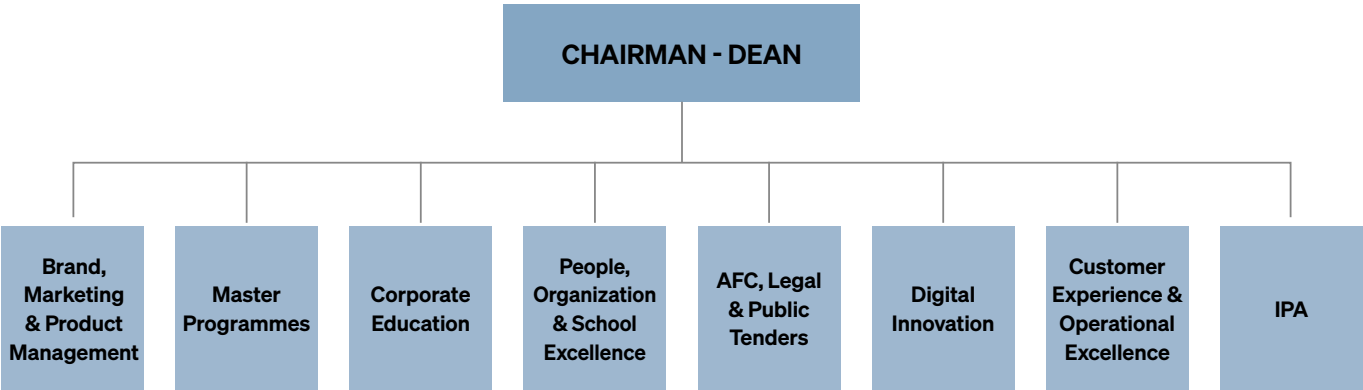 CHAIRMAN - DEAN
Brand,
Marketing
& Product
Management
Master
Programmes
Corporate
Education
People,
Organization
& School
Excellence
AFC, Legal
& Public
Tenders
Digital
Innovation
Customer
Experience &
Operational
Excellence
IPA